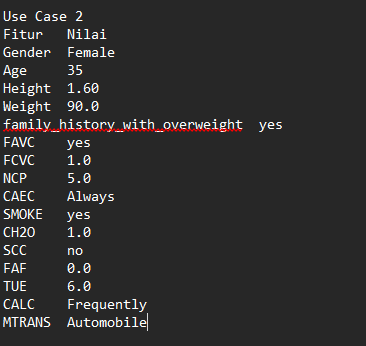 Use Case 2
Fitur Nilai
Gender Female
Age 35
Height 1.60
Weight 90.0
family_history_with_overweight yes
FAVC yes
FCVC 1.0
NCP 5.0
CAEC Always
SMOKE yes
CH2O 1.0
SCC no
FAF 0.0
TUE 6.0
CALC Frequently
MTRANS Automobile